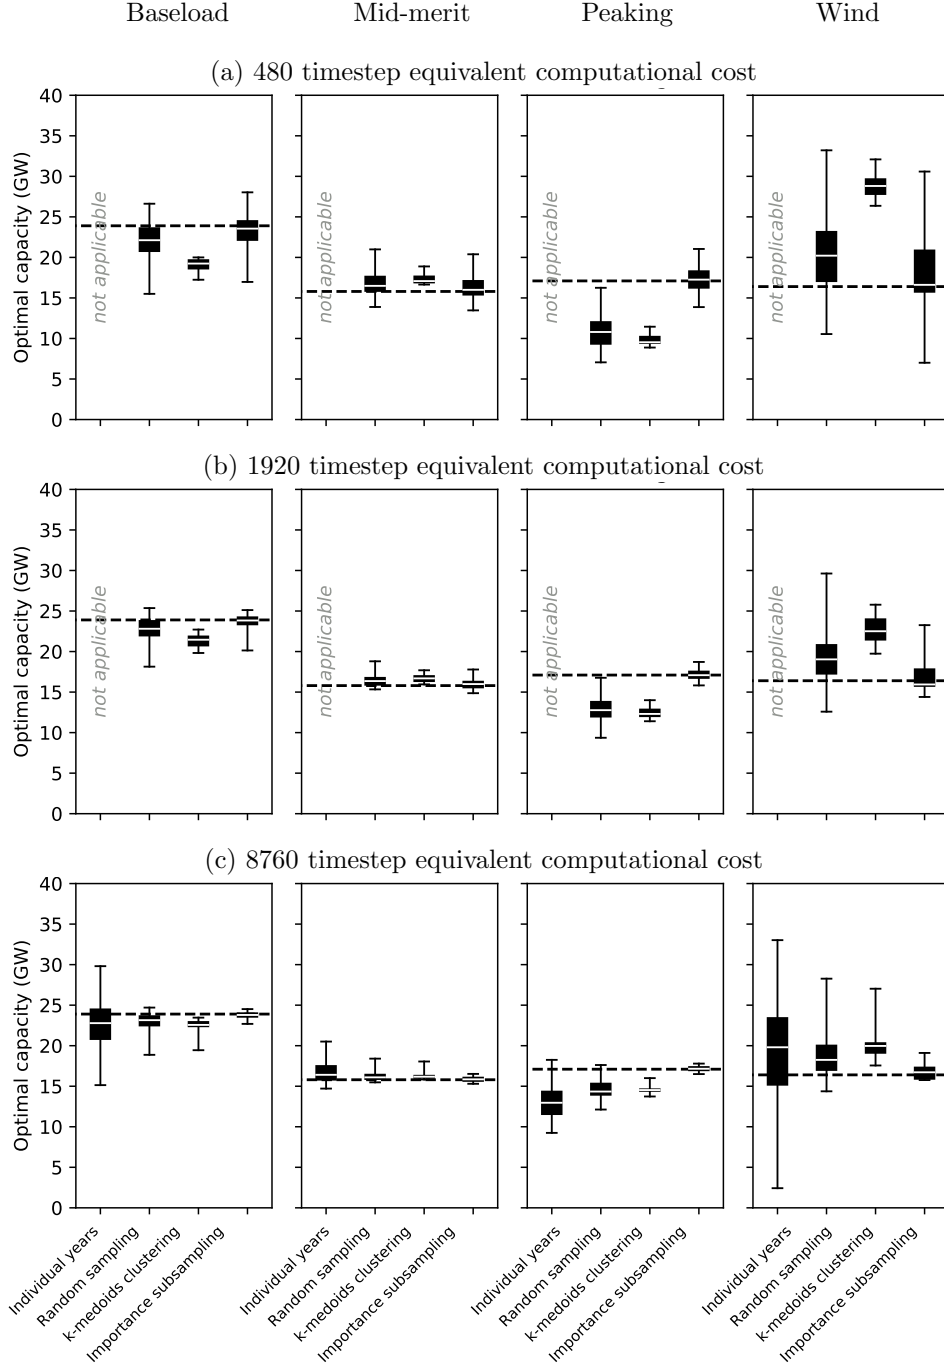 Baseload Mid-merit Peaking Wind
(a) 480 timestep equivalent computational cost
Optimal capacity (GW)
40
35
30
25
20
15
10
5
0
not applicable
not applicable
not applicable
not applicable
(b) 1920 timestep equivalent computational cost
Optimal capacity (GW)
40
35
30
25
20
15
10
5
0
not applicable
not applicable
not applicable
not applicable
(c) 8760 timestep equivalent computational cost
Optimal capacity (GW)
40
35
30
25
20
15
10
5
0
Individual years
Random sampling
k-medoids clustering
Importance subsampling
Individual years
Random sampling
k-medoids clustering
Importance subsampling
Individual years
Random sampling
k-medoids clustering
Importance subsampling
Individual years
Random sampling
k-medoids clustering
Importance subsampling